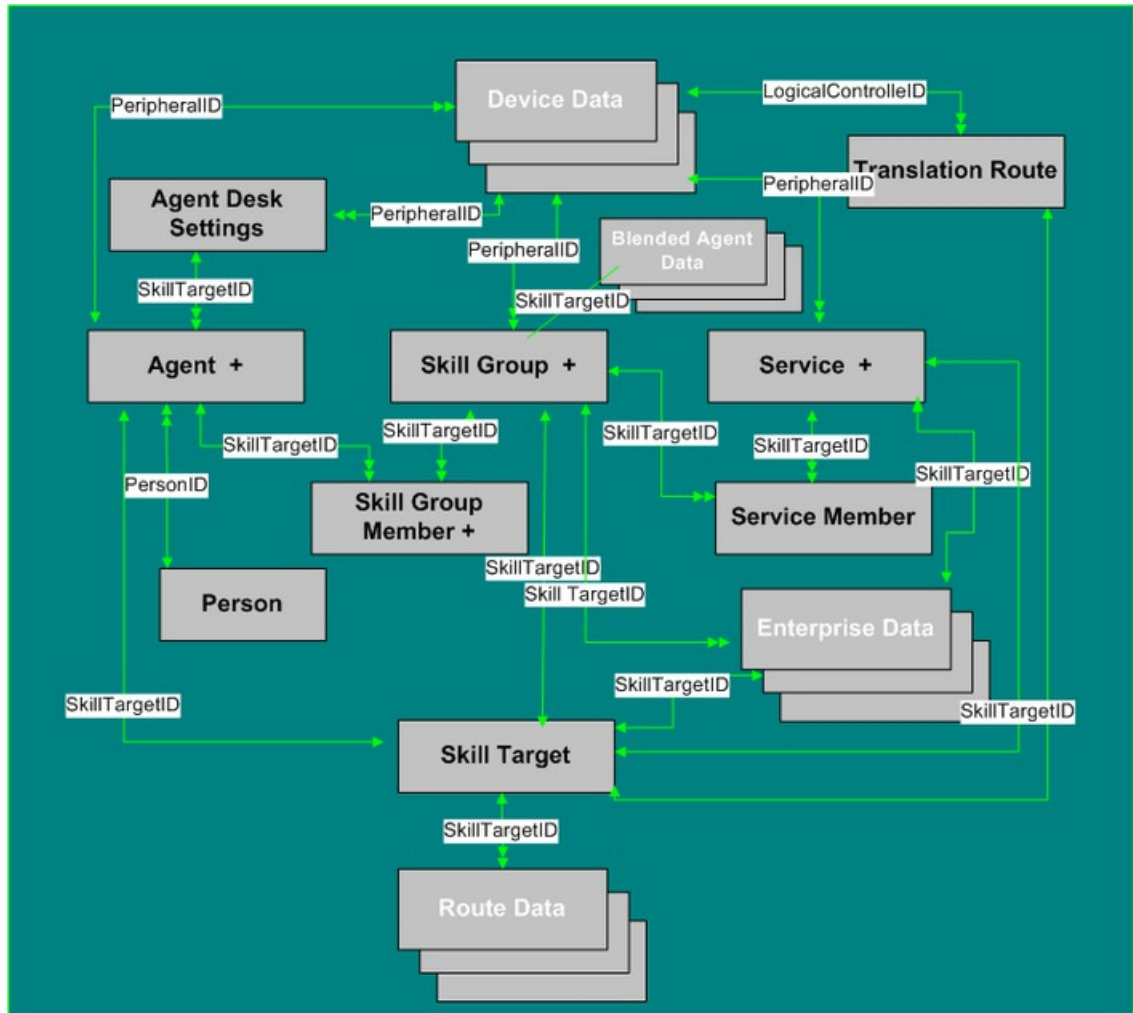 Device Data
LogicalControlleID
PeripheralID
Translation Route
PeripheralID
Agent Desk
Settings
PeripheralID
Blended Agent
Data
PeripheralID
SkillTargetID
SkillTargetID
Agent +
Skill Group +
Service +
SkillTargetID
SkillTargetID
SkillTargetID
SkillTargetID
SkillTargetID
PersonID
Skill Group
Member +
Service Member
SkillTargetID
Skill TargetID
Person
Enterprise Data
SkillTargetID
SkillTargetID
SkillTargetID
Skill Target
SkillTargetID
Route Data